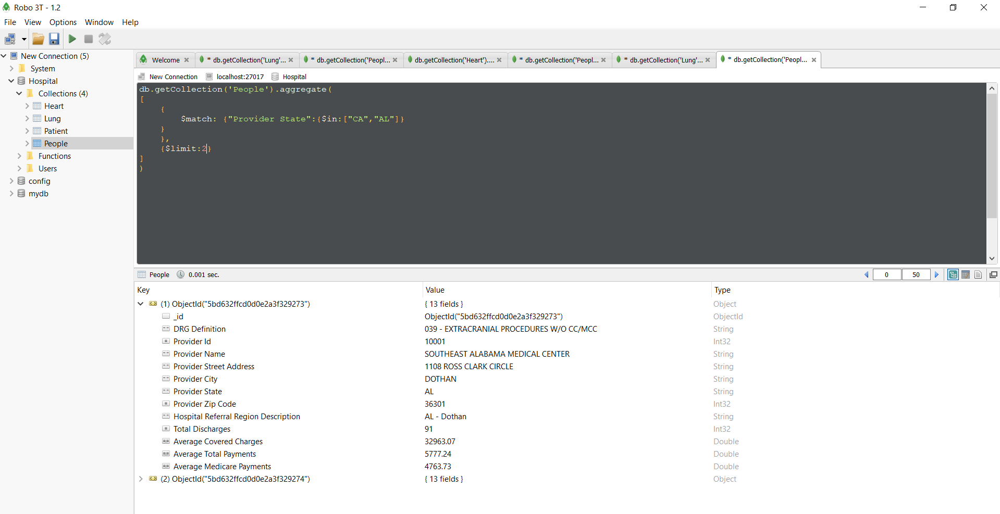 Robo 3T - 1.2
File View Options Window Help
New Connection (5)
System
Hospital
Collections (4)
Heart
Lung
Patient
People
Functions
Users
config
mydb
Welcome * db.getCollection('Lung'... * db.getCollection('Peopl... db.getCollection('Heart').... * db.getCollection('Peopl... * db.getCollection('Lung'... * db.getCollection('Peopl...
New Connection localhost:27017 Hospital
db.getCollection('People').aggregate(
[
{
$match: {"Provider State":{$in:["CA","AL"]}
}
},
{$limit:2}
]
)
People 0.001 sec. 0 50
Key Value Type
(1) ObjectId("5bd632ffcd0d0e2a3f329273") { 13 fields } Object
_id ObjectId("5bd632ffcd0d0e2a3f329273") ObjectId
DRG Definition 039 - EXTRACRANIAL PROCEDURES W/O CC/MCC String
Provider Id 10001 Int32
Provider Name SOUTHEAST ALABAMA MEDICAL CENTER String
Provider Street Address 1108 ROSS CLARK CIRCLE String
Provider City DOTHAN String
Provider State AL String
Provider Zip Code 36301 Int32
Hospital Referral Region Description AL - Dothan String
Total Discharges 91 Int32
Average Covered Charges 32963.07 Double
Average Total Payments 5777.24 Double
Average Medicare Payments 4763.73 Double
(2) ObjectId("5bd632ffcd0d0e2a3f329274") { 13 fields } Object